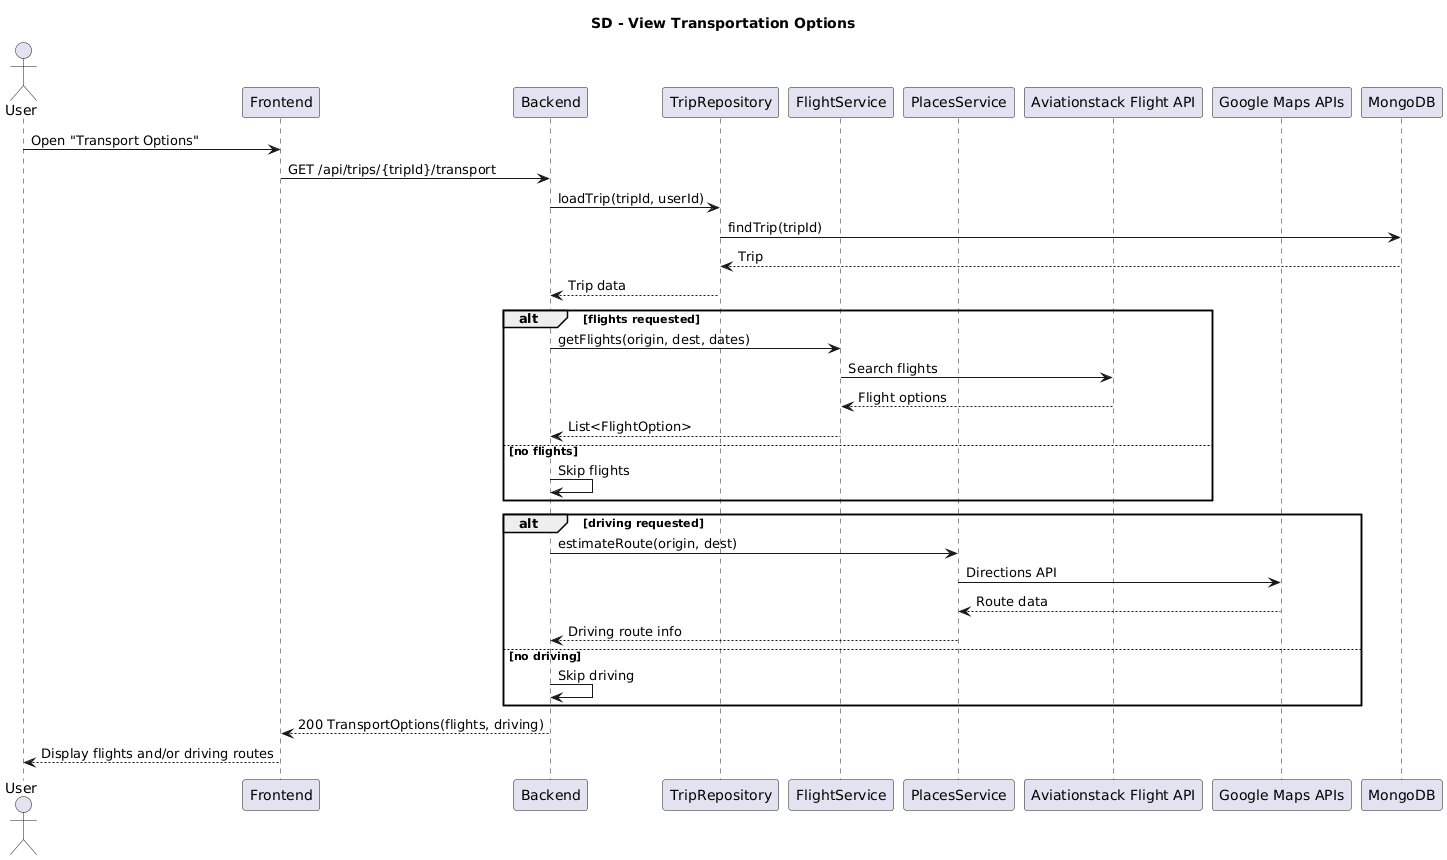 SD - View Transportation Options
User
Frontend
Backend
TripRepository
FlightService
PlacesService
Aviationstack Flight API
Google Maps APIs
MongoDB
Open "Transport Options"
GET /api/trips/{tripId}/transport
loadTrip(tripId, userId)
findTrip(tripId)
Trip
Trip data
alt [flights requested]
getFlights(origin, dest, dates)
Search flights
Flight options
List<FlightOption>
[no flights]
Skip flights
alt [driving requested]
estimateRoute(origin, dest)
Directions API
Route data
Driving route info
[no driving]
Skip driving
200 TransportOptions(flights, driving)
Display flights and/or driving routes
User
Frontend
Backend
TripRepository
FlightService
PlacesService
Aviationstack Flight API
Google Maps APIs
MongoDB